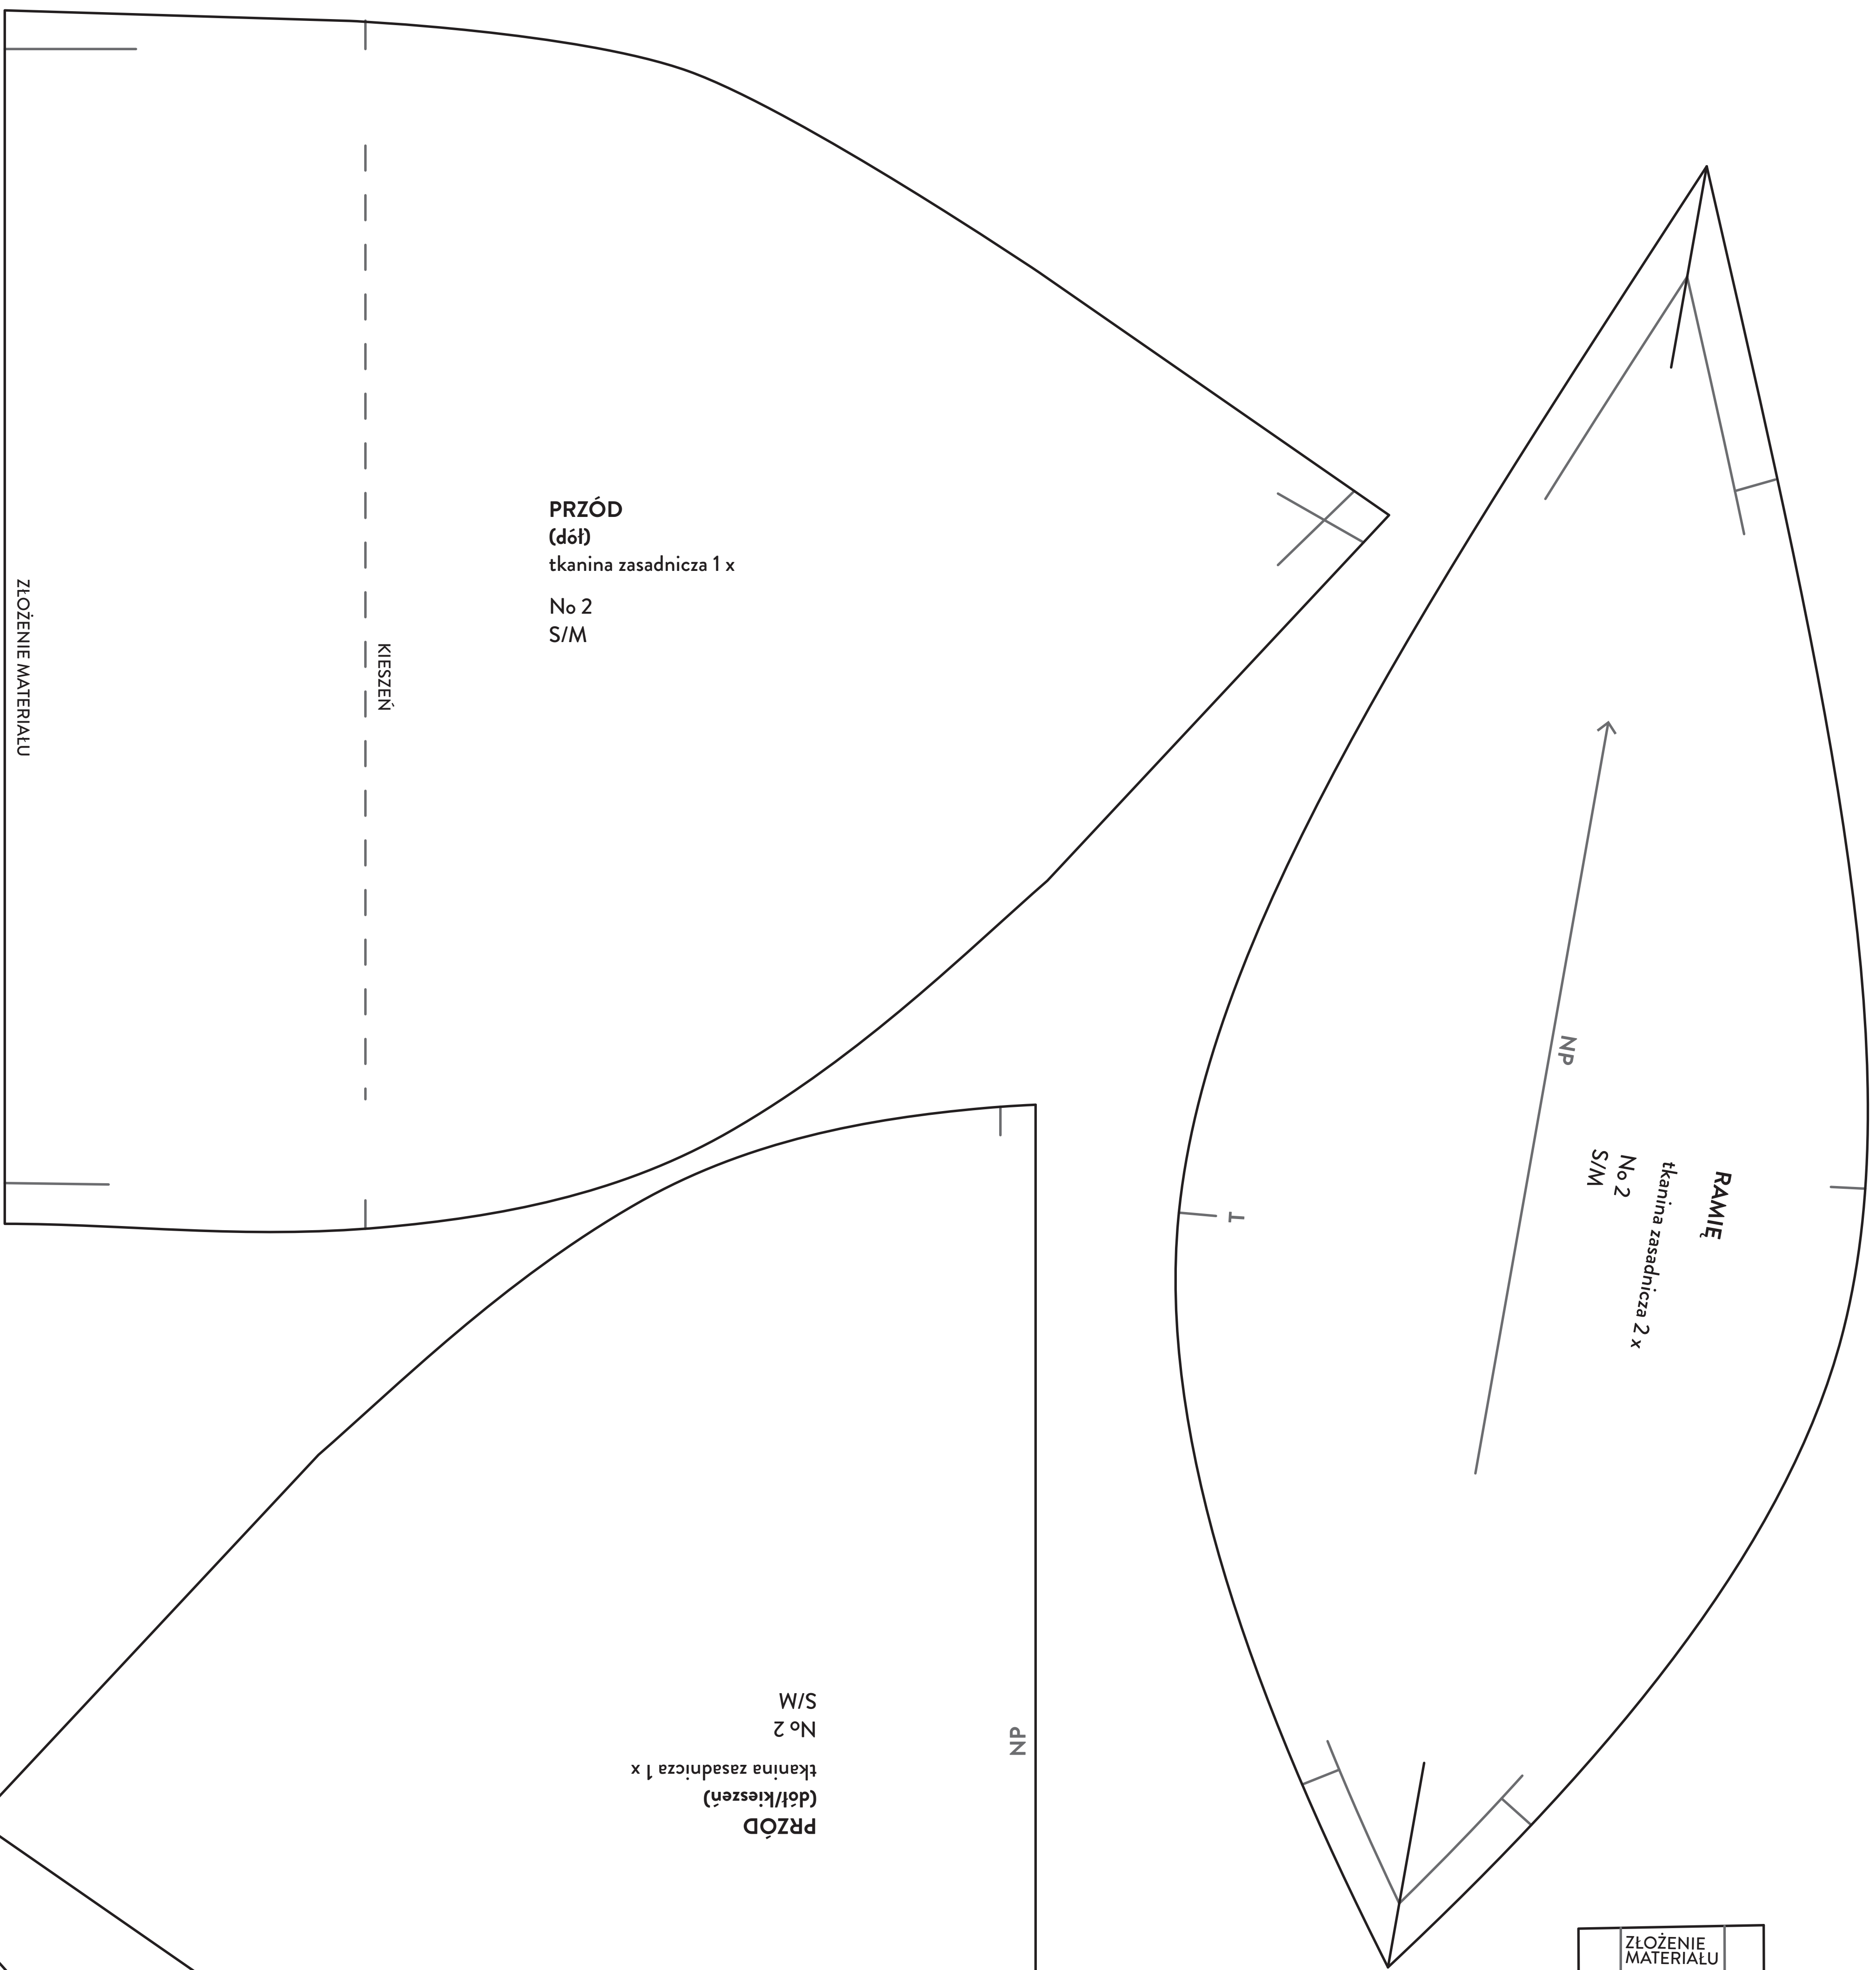 PRZÓD
(dół)
tkanina zasadnicza 1 x
No 2
S/M
ZŁOŻENIE MATERIAŁU
KIESZEŃ
NP
RAMIĘ
tkanina zasadnicza 2 x
No 2
S/M
T
PRZÓD
(dół/kieszeń)
tkanina zasadnicza 1 x
No 2
S/M
NP
ZŁOŻENIE
MATERIAŁU